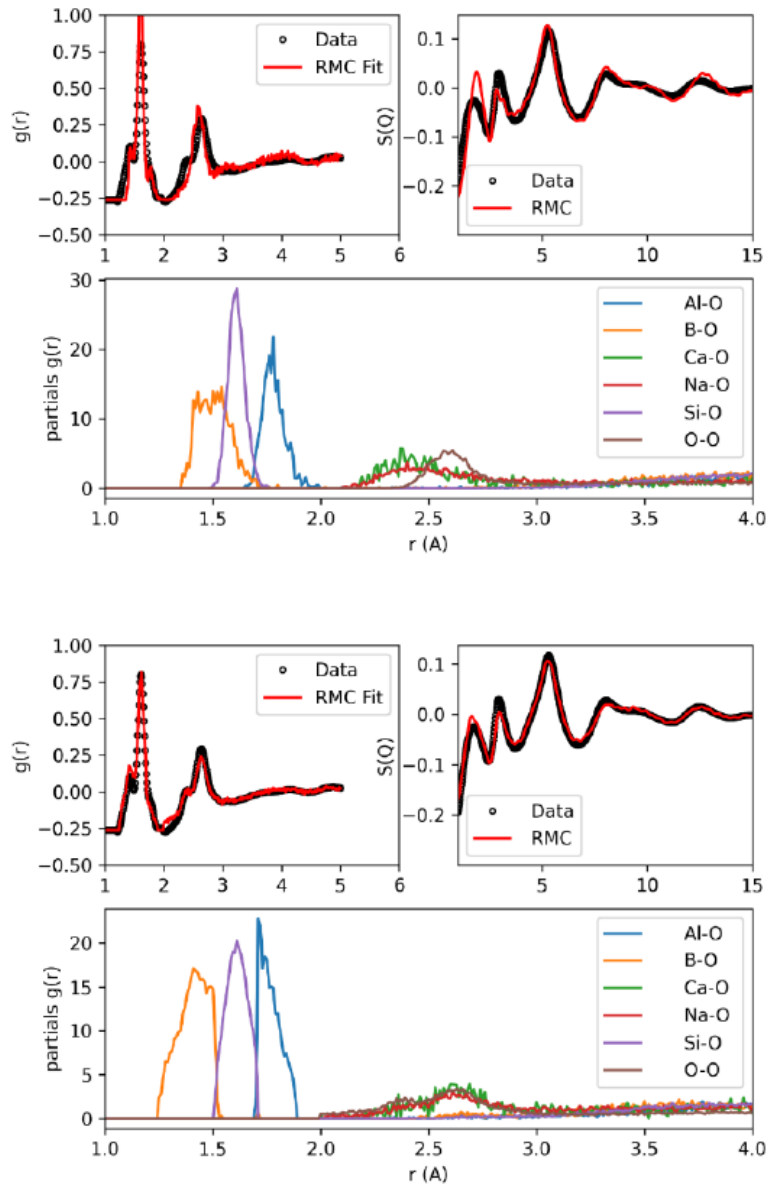 1.00
0.75
0.50
0.25
0.00
−0.25
−0.50
g(r)
Data
RMC Fit
1 2 3 4 5 6
0.1
0.0
−0.1
−0.2
S(Q)
Data
RMC
5 10 15
30
20
10
0
partials g(r)
Al-O
B-O
Ca-O
Na-O
Si-O
O-O
1.0 1.5 2.0 2.5 3.0 3.5 4.0
r (A)
1.00
0.75
0.50
0.25
0.00
−0.25
−0.50
g(r)
Data
RMC Fit
1 2 3 4 5 6
0.1
0.0
−0.1
−0.2
S(Q)
Data
RMC
5 10 15
20
15
10
5
0
partials g(r)
Al-O
B-O
Ca-O
Na-O
Si-O
O-O
1.0 1.5 2.0 2.5 3.0 3.5 4.0
r (A)